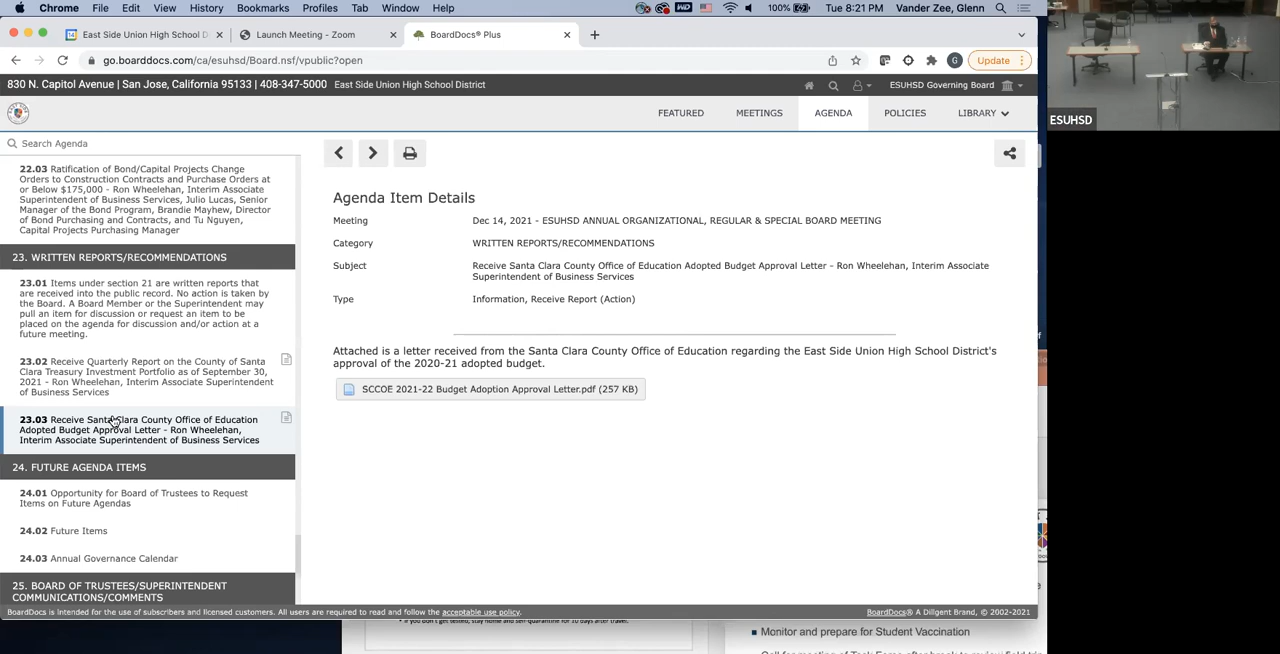 Chrome File Edit View History Bookmarks Profiles Tab Window Help
WD 100% Tue 8:21 PM Vander Zee, Glenn
East Side Union High School D
Launch Meeting - Zoom
BoardDocs® Plus
go.boarddocs.com/ca/esuhsd/Board.nsf/vpublic?open
G Update
830 N. Capitol Avenue | San Jose, California 95133 | 408-347-5000 East Side Union High School District
ESUHSD Governing Board
FEATURED MEETINGS AGENDA POLICIES LIBRARY
Search Agenda
22.03 Ratification of Bond/Capital Projects Change
Orders to Construction Contracts and Purchase Orders at
or Below $175,000 - Ron Wheelehan, Interim Associate
Superintendent of Business Services, Julio Lucas, Senior
Manager of the Bond Program, Brandie Mayhew, Director
of Bond Purchasing and Contracts, and Tu Nguyen,
Capital Projects Purchasing Manager
23. WRITTEN REPORTS/RECOMMENDATIONS
23.01 Items under section 21 are written reports that
are received into the public record. No action is taken by
the Board. A Board Member or the Superintendent may
pull an item for discussion or request an item to be
placed on the agenda for discussion and/or action at a
future meeting.
23.02 Receive Quarterly Report on the County of Santa
Clara Treasury Investment Portfolio as of September 30,
2021 - Ron Wheelehan, Interim Associate Superintendent
of Business Services
23.03 Receive Santa Clara County Office of Education
Adopted Budget Approval Letter - Ron Wheelehan,
Interim Associate Superintendent of Business Services
24. FUTURE AGENDA ITEMS
24.01 Opportunity for Board of Trustees to Request
Items on Future Agendas
24.02 Future Items
24.03 Annual Governance Calendar
25. BOARD OF TRUSTEES/SUPERINTENDENT
COMMUNICATIONS/COMMENTS
Agenda Item Details
Meeting Dec 14, 2021 - ESUHSD ANNUAL ORGANIZATIONAL, REGULAR & SPECIAL BOARD MEETING
Category WRITTEN REPORTS/RECOMMENDATIONS
Subject Receive Santa Clara County Office of Education Adopted Budget Approval Letter - Ron Wheelehan, Interim Associate
Superintendent of Business Services
Type Information, Receive Report (Action)
Attached is a letter received from the Santa Clara County Office of Education regarding the East Side Union High School District's
approval of the 2020-21 adopted budget.
SCCOE 2021-22 Budget Adoption Approval Letter.pdf (257 KB)
BoardDocs is intended for the use of subscribers and licensed customers. All users are required to read and follow the acceptable use policy.
BoardDocs® A Diligent Brand, © 2002-2021
ESUHSD
• If you don't get tested, stay home and self-quarantine for 10 days after travel.
Monitor and prepare for Student Vaccination